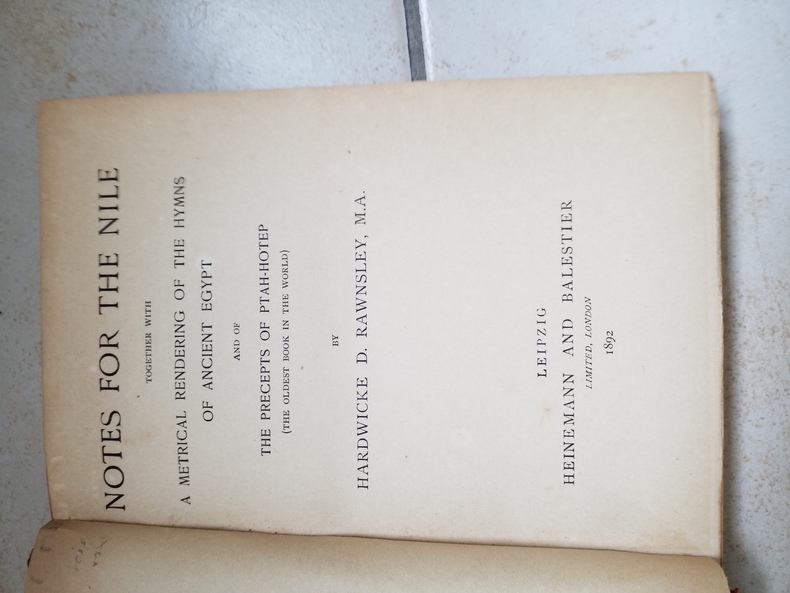 NOTES FOR THE NILE
TOGETHER WITH
A METRICAL RENDERING OF THE HYMNS
OF ANCIENT EGYPT
AND OF
THE PRECEPTS OF PTAH-HOTEP
(THE OLDEST BOOK IN THE WORLD)
BY
HARDWICKE D. RAWNSLEY, M.A.
LEIPZIG
HEINEMANN AND BALESTIER
LIMITED, LONDON
1892